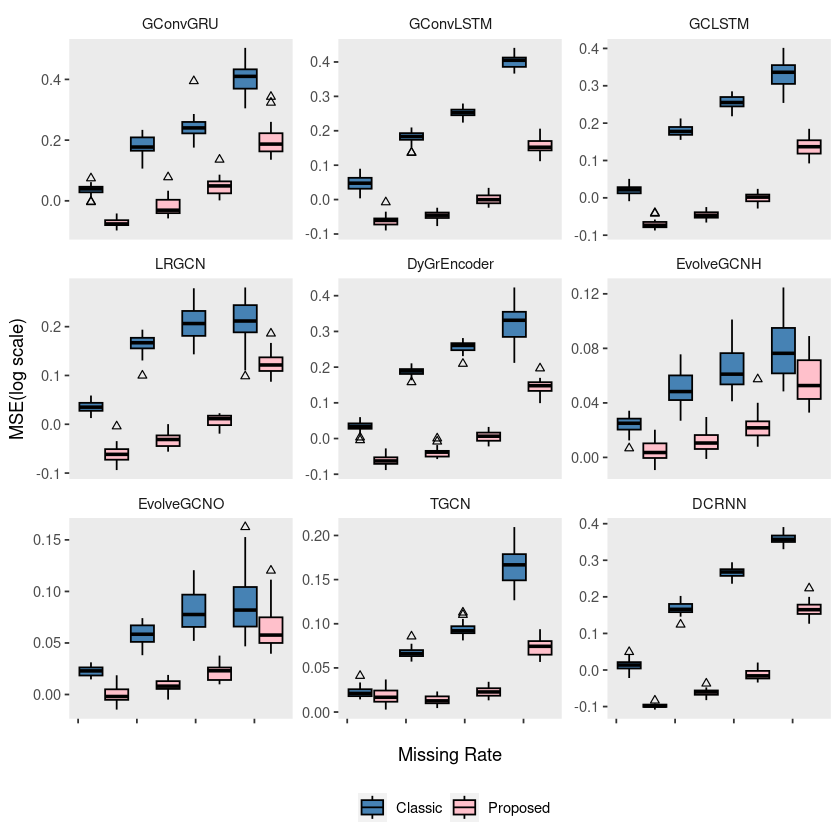 GConvGRU GConvLSTM GCLSTM
0.4 0.4 0.4
0.3 0.3
0.2 0.2 0.2
0.1 0.1
0.0 0.0 0.0
-0.1 -0.1
LRGCN DyGrEncoder EvolveGCNH
0.4 0.12
0.2 0.3 0.08
0.1 0.2
0.0 0.1 0.04
0.0
-0.1 -0.1 0.00
MSE(log scale)
EvolveGCNO TGCN DCRNN
0.15 0.20 0.4
0.10 0.15 0.3
0.05 0.10 0.2
0.00 0.05 0.1
0.00 0.0
-0.1
Missing Rate
Classic Proposed